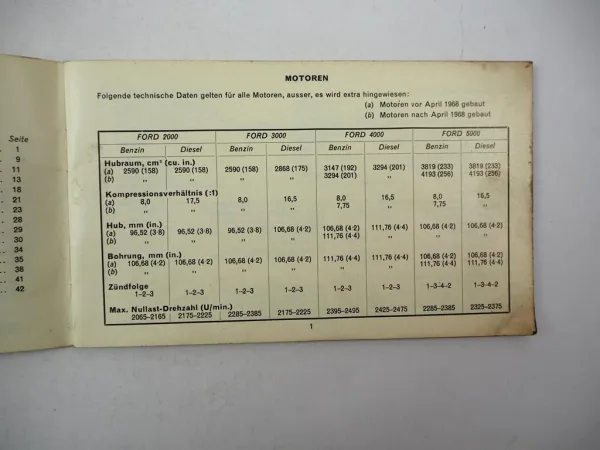 Seite
1
9
11
13
18
21
23
28
29
30
34
35
38
41
42
MOTOREN
Folgende technische Daten gelten für alle Motoren, ausser, es wird extra hingewiesen:
(a) Motoren vor April 1968 gebaut
(b) Motoren nach April 1968 gebaut
FORD 2000 FORD 3000 FORD 4000 FORD 5000
Benzin Diesel Benzin Diesel Benzin Diesel Benzin Diesel
Hubraum, cm³ (cu. in.)
(a) 2590 (158) 2590 (158) 2590 (158) 2868 (175) 3147 (192) 3294 (201) 3819 (233) 3819 (233)
(b) ,, ,, ,, ,, 3294 (201) ,, 4193 (256) 4193 (256)
Kompressionsverhältnis (:1)
(a) 8,0 17,5 8,0 16,5 8,0 16,5 8,0 16,5
(b) ,, ,, ,, ,, 7,75 ,, 7,75 ,,
Hub, mm (in.)
(a) 96,52 (3·8) 96,52 (3·8) 96,52 (3·8) 106,68 (4·2) 106,68 (4·2) 111,76 (4·4) 106,68 (4·2) 106,68 (4·2)
(b) ,, ,, ,, ,, 111,76 (4·4) ,, ,, ,,
Bohrung, mm (in.)
(a) 106,68 (4·2) 106,68 (4·2) 106,68 (4·2) 106,68 (4·2) 111,76 (4·4) 111,76 (4·4) 106,68 (4·2) 106,68 (4·2)
(b) ,, ,, ,, ,, ,, ,, 111,76 (4·4) 111,76 (4·4)
Zündfolge
1–2–3 1–2–3 1–2–3 1–2–3 1–2–3 1–2–3 1–3–4–2 1–3–4–2
Max. Nullast-Drehzahl (U/min.)
2065–2165 2175–2225 2285–2385 2175–2225 2395–2495 2425–2475 2285–2385 2325–2375
1